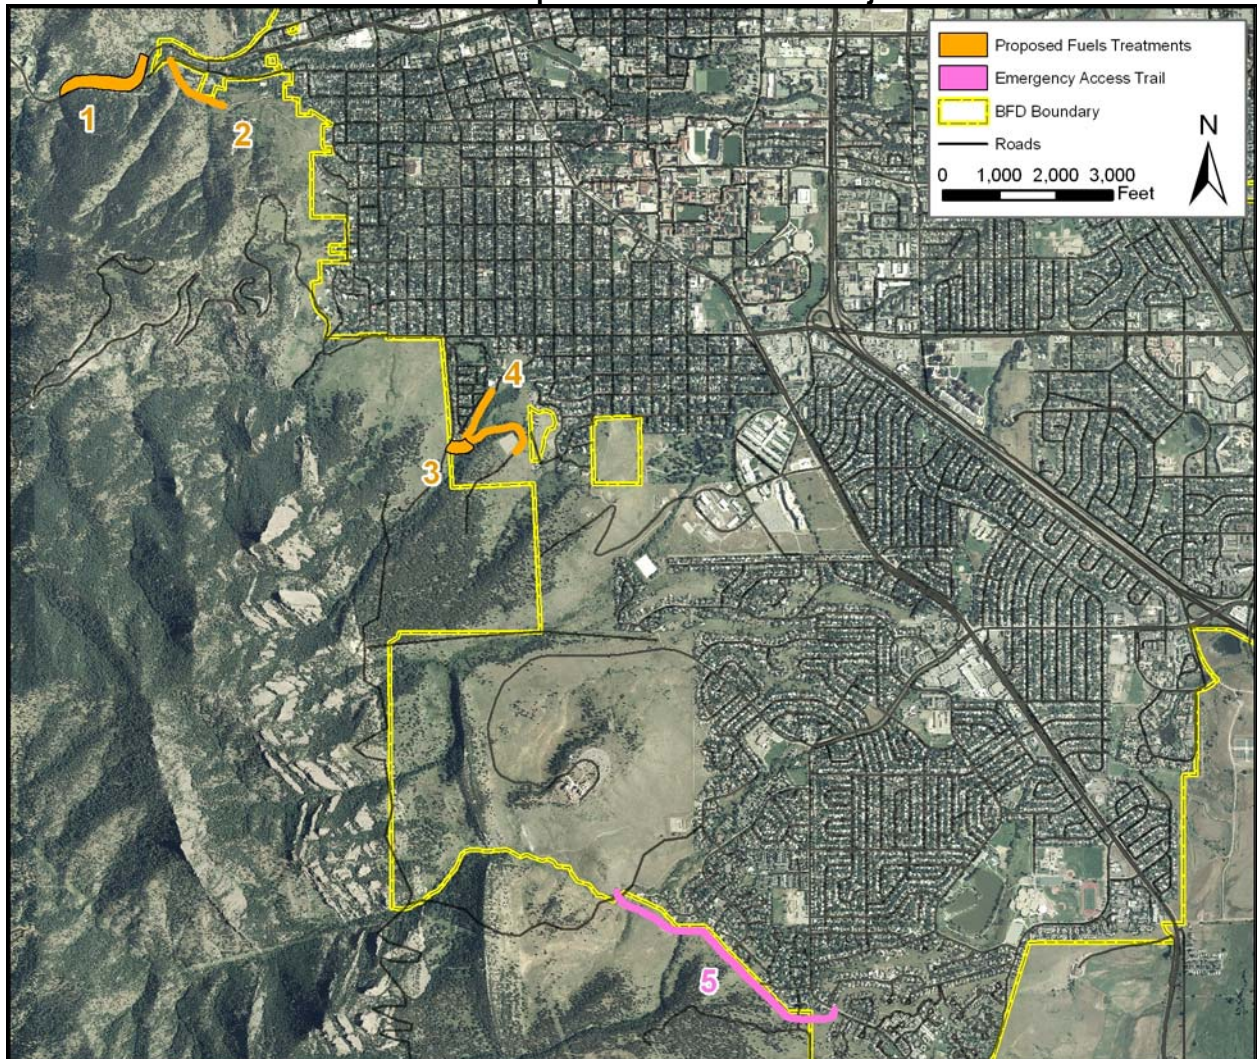 Proposed Fuels Treatments
Emergency Access Trail
BFD Boundary
Roads
N
0 1,000 2,000 3,000
Feet
1
2
4
3
5